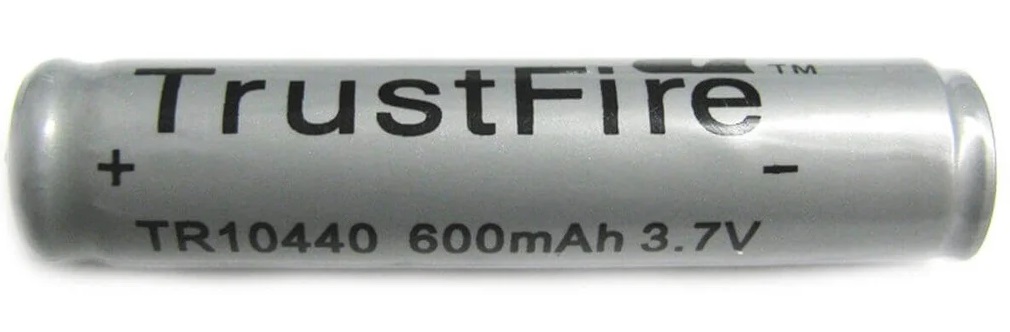 TrustFire™
+ -
TR10440 600mAh 3.7V